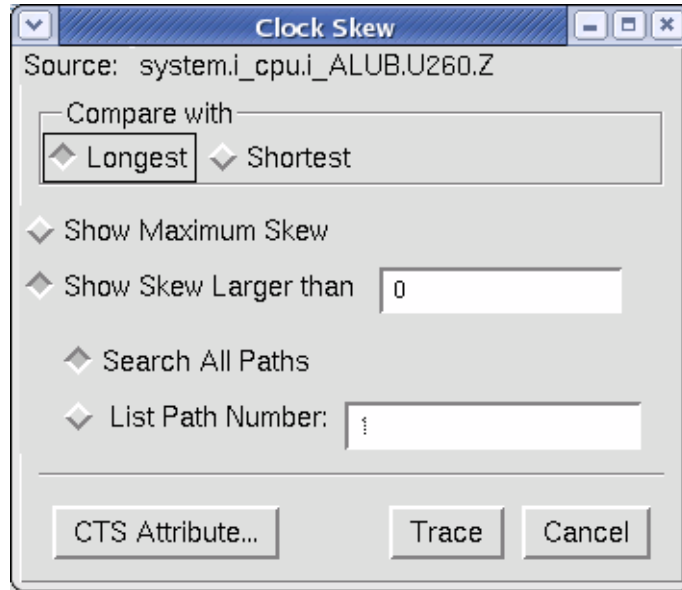 Clock Skew
Source: system.i_cpu.i_ALUB.U260.Z
Compare with
Longest Shortest
Show Maximum Skew
Show Skew Larger than 0
Search All Paths
List Path Number: 1
CTS Attribute... Trace Cancel